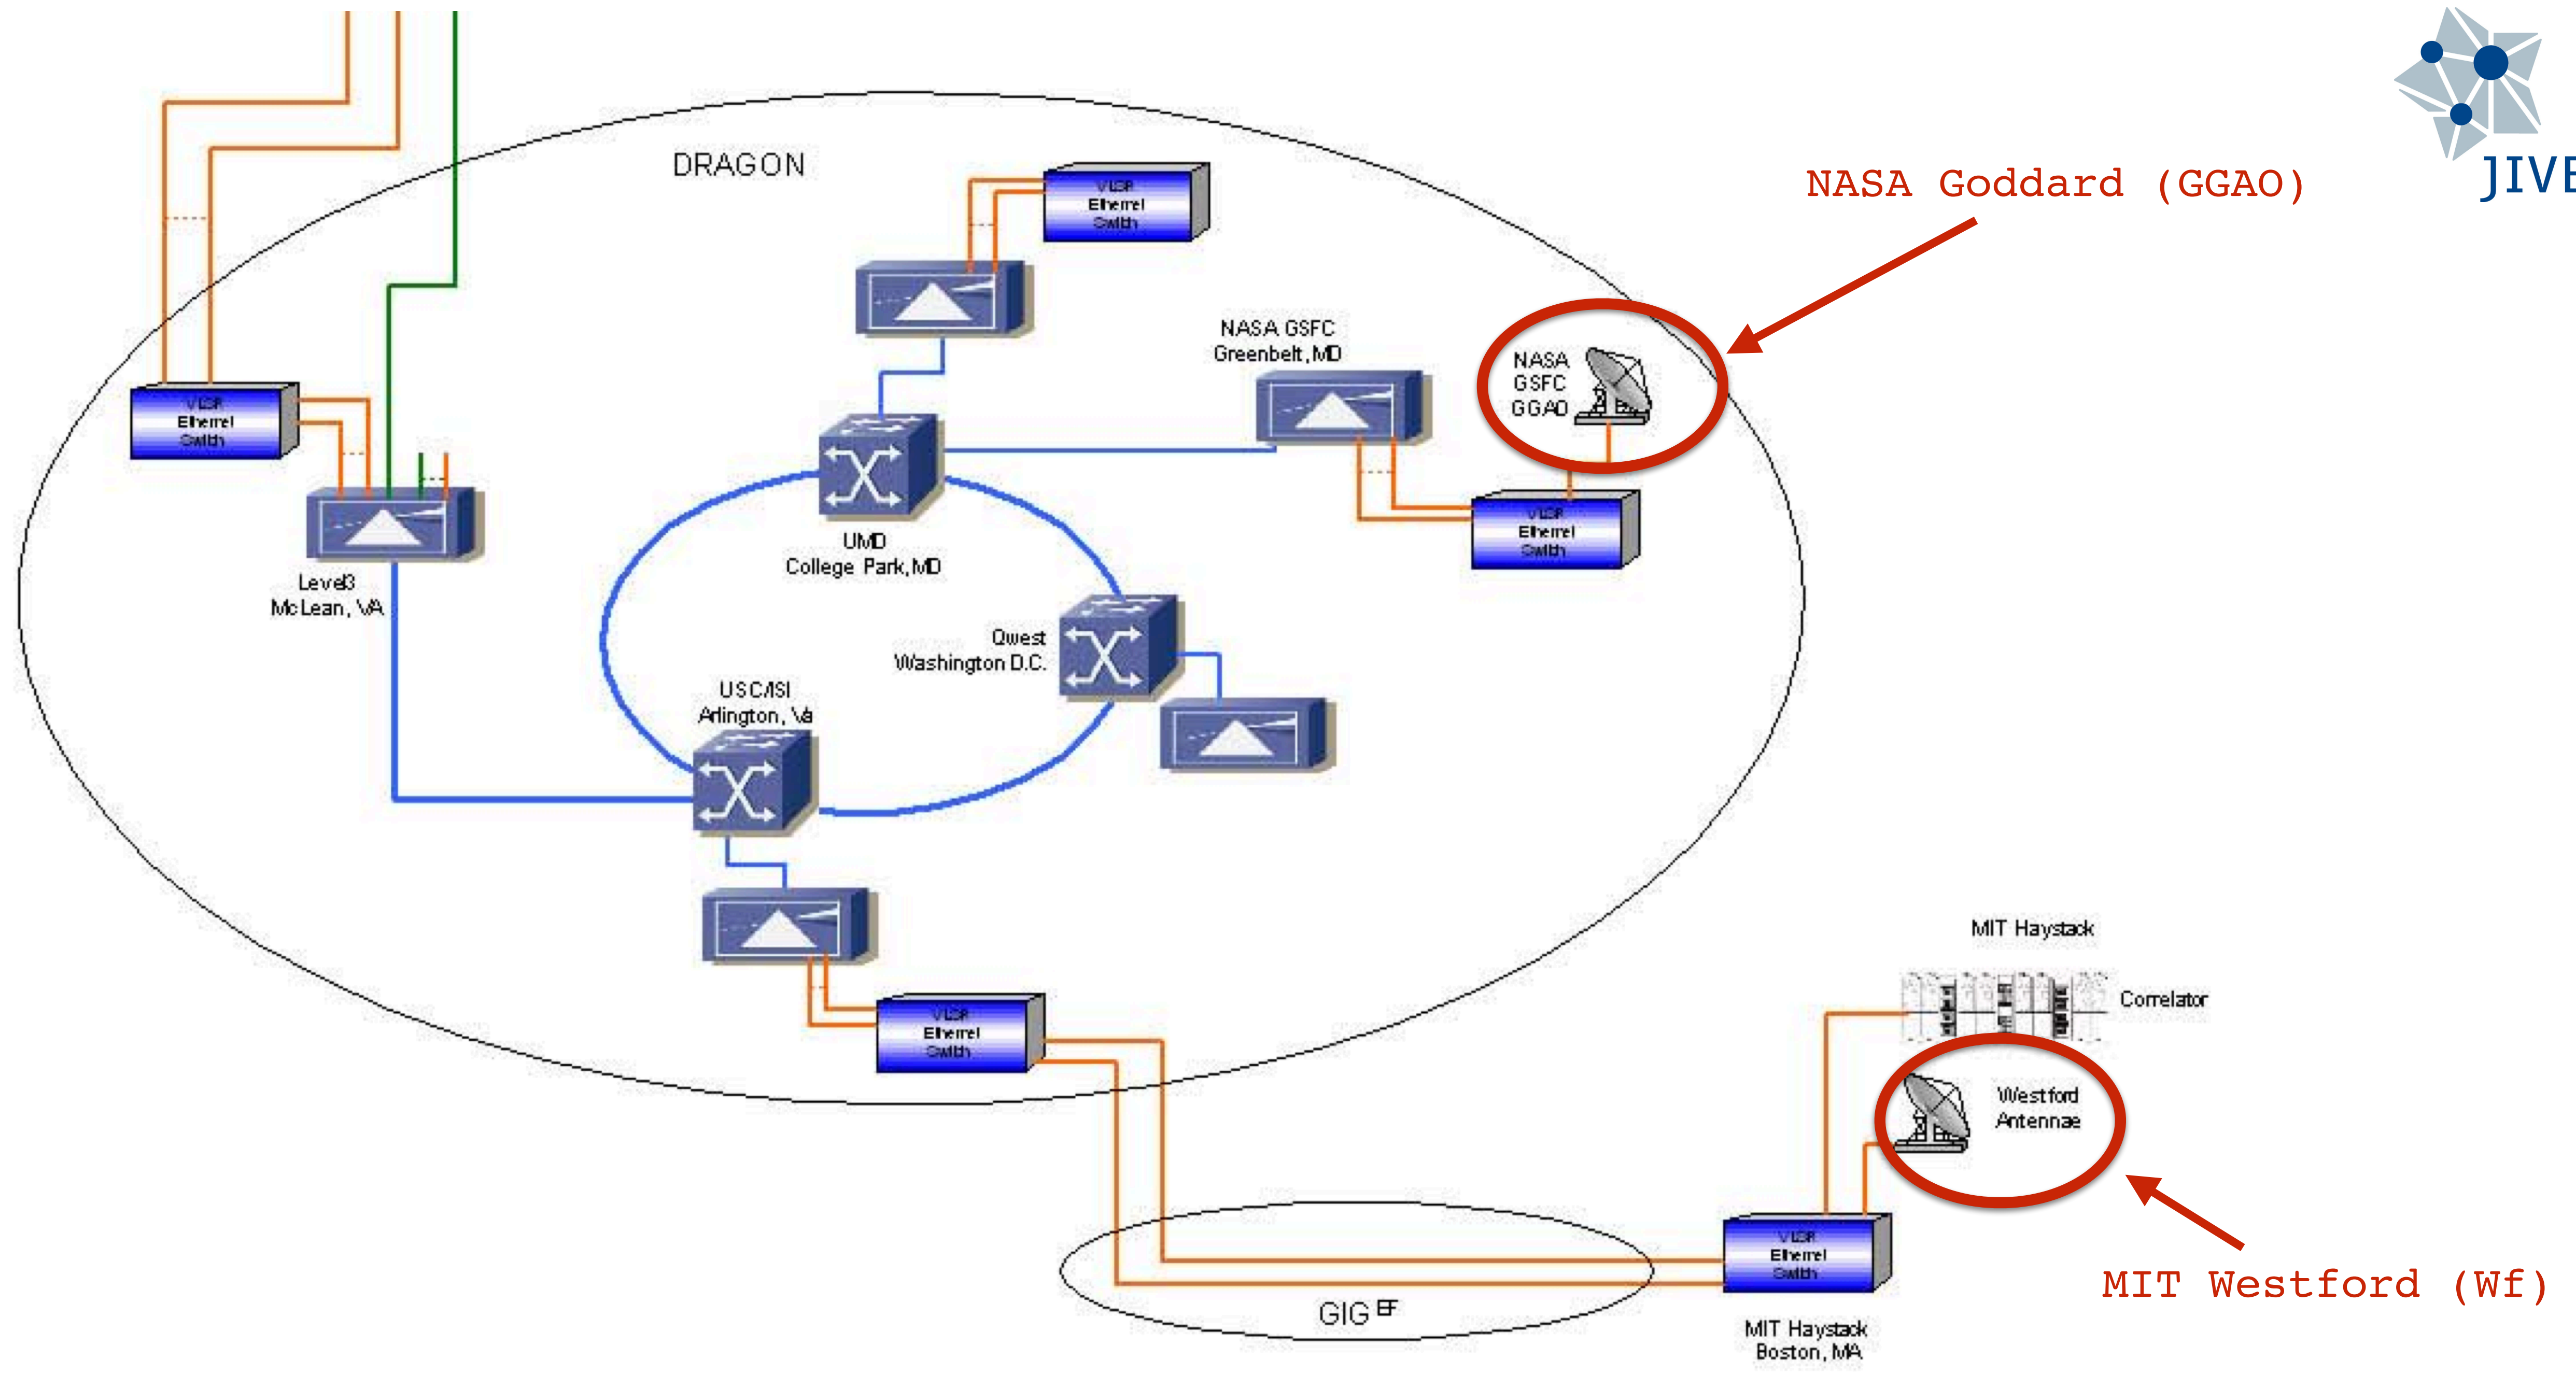 JIVE
NASA Goddard (GGAO)
DRAGON
VLSR
Ethernet
Switch
NASA GSFC
Greenbelt, MD
NASA
GSFC
GGAO
VLSR
Ethernet
Switch
VLSR
Ethernet
Switch
UMD
College Park, MD
Level3
McLean, VA
Qwest
Washington D.C.
USC/ISI
Arlington, Va
VLSR
Ethernet
Switch
MIT Haystack
Correlator
Westford
Antennae
VLSR
Ethernet
Switch
MIT Westford (Wf)
GIG EF
MIT Haystack
Boston, MA